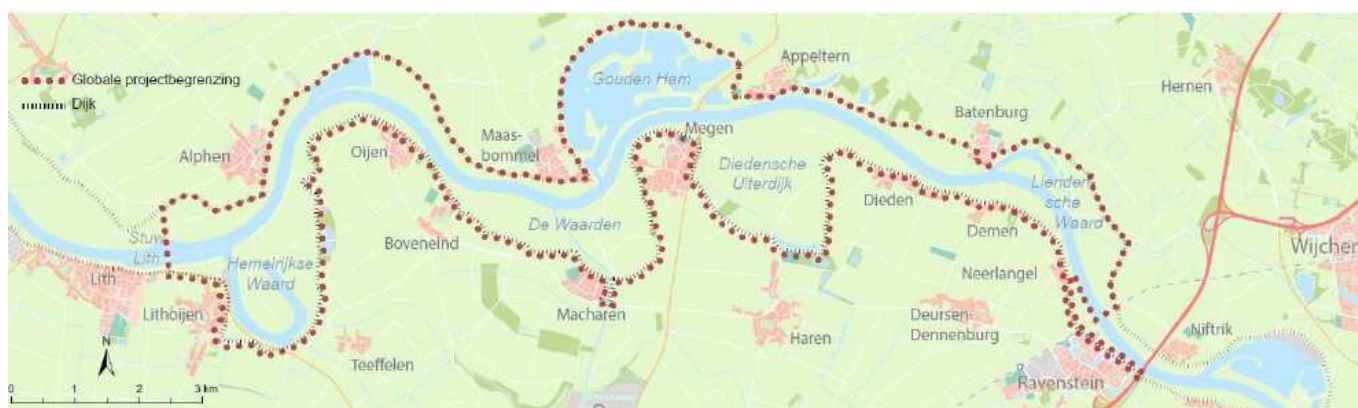 Globale projectbegrenzing
Dijk
Gouden Ham
Appeltern
Hernen
Batenburg
Maas-
bommel
Megen
Alphen
Oijen
Diedensche
Uiterdijk
Lienden
sche
Waard
Dieden
De Waarden
Demen
Boveneind
Stuw
Lith
Hemelrijkse
Waard
Wijchen
Lith
Neerlangel
Lithoijen
Macharen
Haren
Deursen-
Dennenburg
Niftrik
N
Teeffelen
Ravenstein
0 1 2 3 km